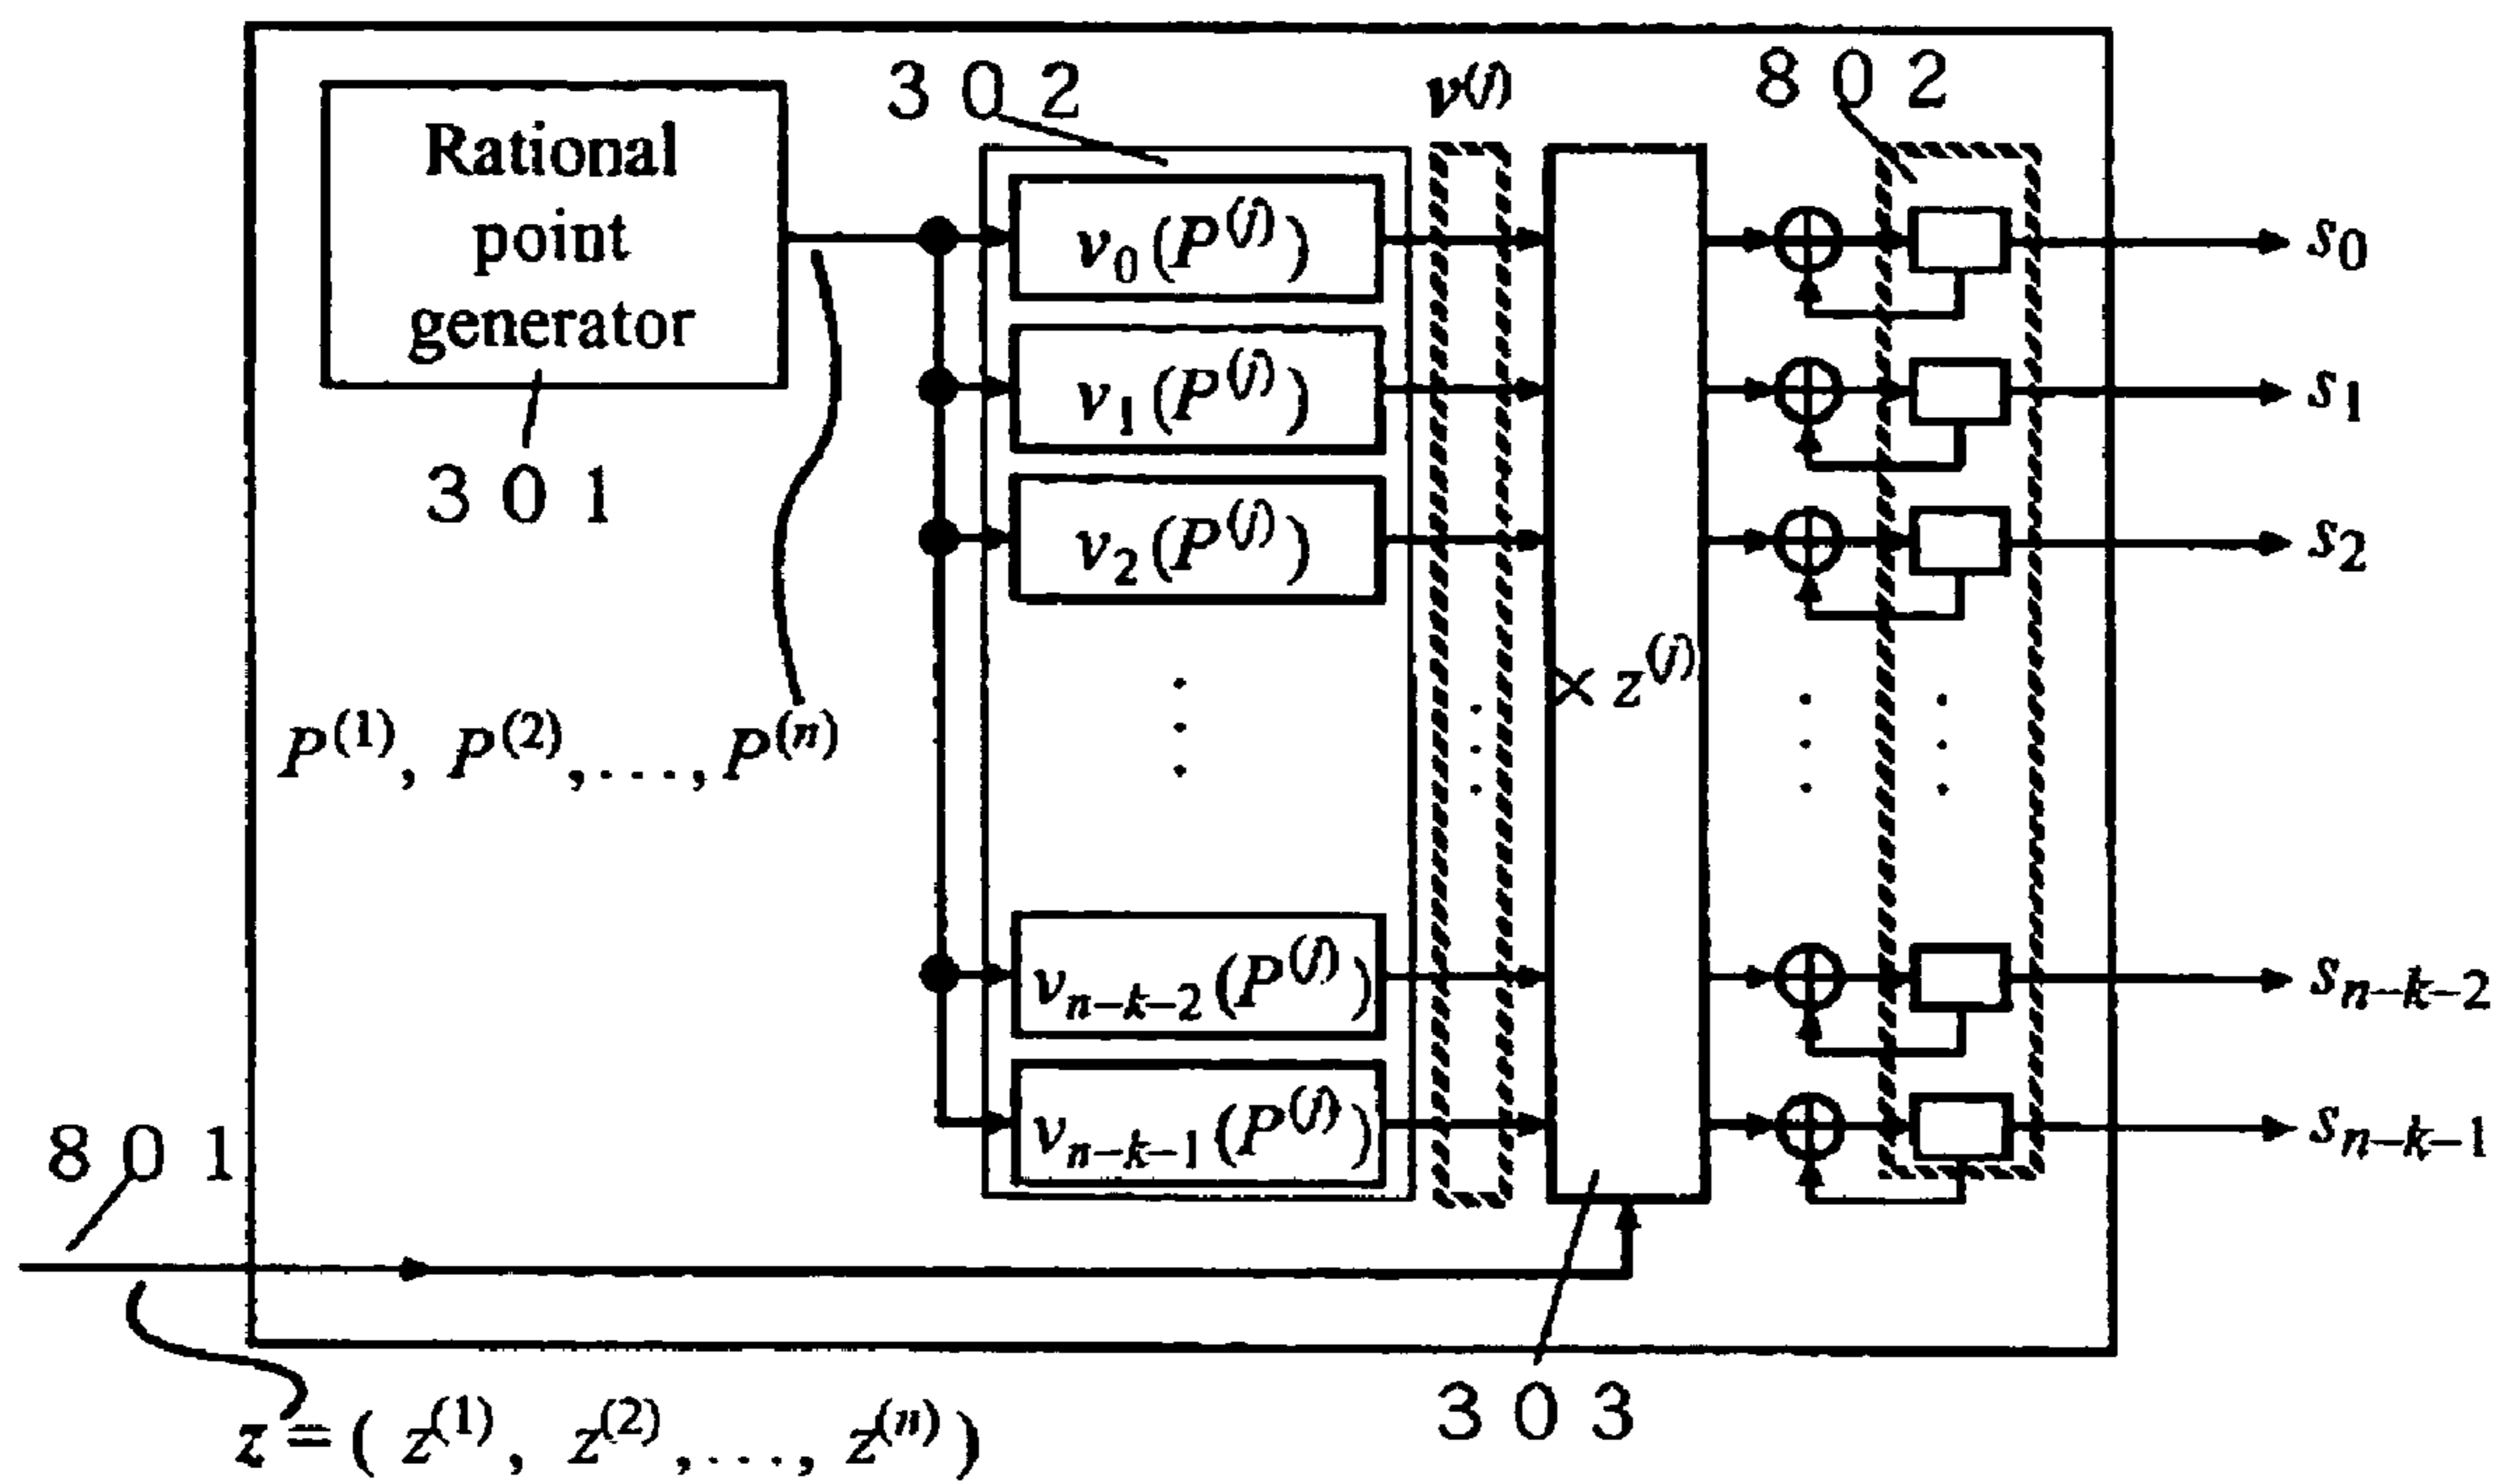 3 0 2
v⁽ʲ⁾
8 0 2
Rational
point
generator
3 0 1
v₀(P⁽ʲ⁾)
v₁(P⁽ʲ⁾)
v₂(P⁽ʲ⁾)
⋮
vₙ₋ₖ₋₂(P⁽ʲ⁾)
vₙ₋ₖ₋₁(P⁽ʲ⁾)
× z⁽ʲ⁾
s₀
s₁
s₂
sₙ₋ₖ₋₂
sₙ₋ₖ₋₁
P⁽¹⁾, P⁽²⁾,...., P⁽ⁿ⁾
8 0 1
z = ( z⁽¹⁾, z⁽²⁾,..., z⁽ⁿ⁾ )
3 0 3